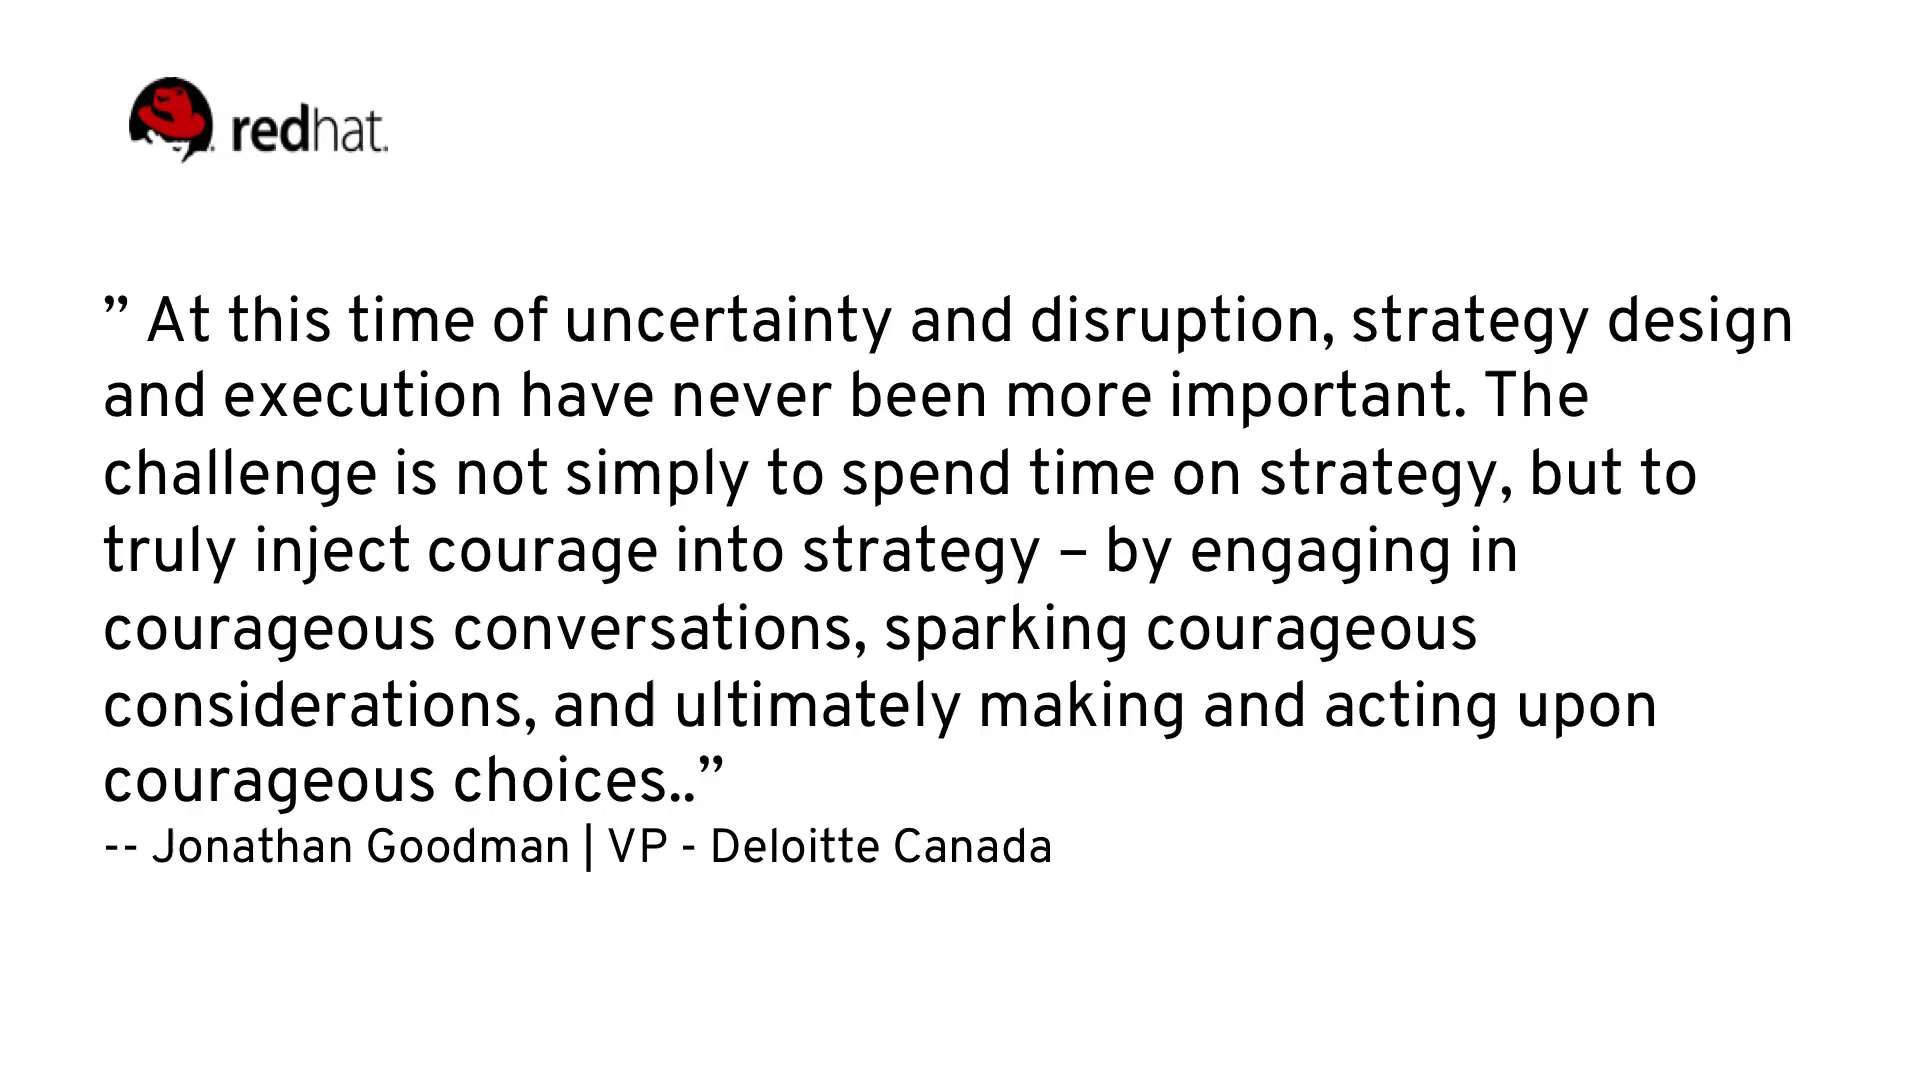 redhat.
” At this time of uncertainty and disruption, strategy design
and execution have never been more important. The
challenge is not simply to spend time on strategy, but to
truly inject courage into strategy – by engaging in
courageous conversations, sparking courageous
considerations, and ultimately making and acting upon
courageous choices..”
-- Jonathan Goodman | VP - Deloitte Canada